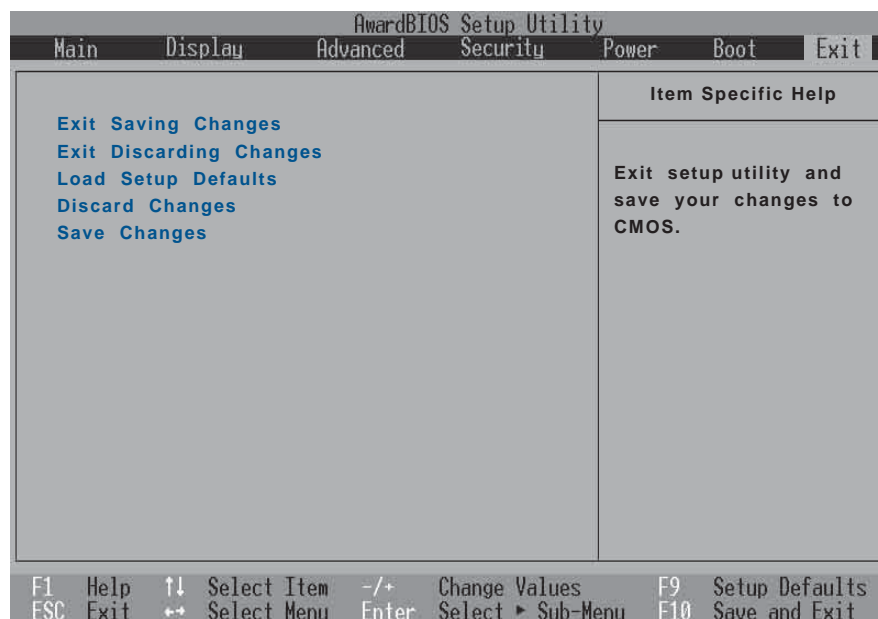 AwardBIOS Setup Utility
Main Display Advanced Security Power Boot Exit
Item Specific Help
Exit Saving Changes
Exit Discarding Changes
Load Setup Defaults
Discard Changes
Save Changes
Exit setup utility and
save your changes to
CMOS.
F1 Help ↑↓ Select Item -/+ Change Values F9 Setup Defaults
ESC Exit ←→ Select Menu Enter Select ► Sub-Menu F10 Save and Exit